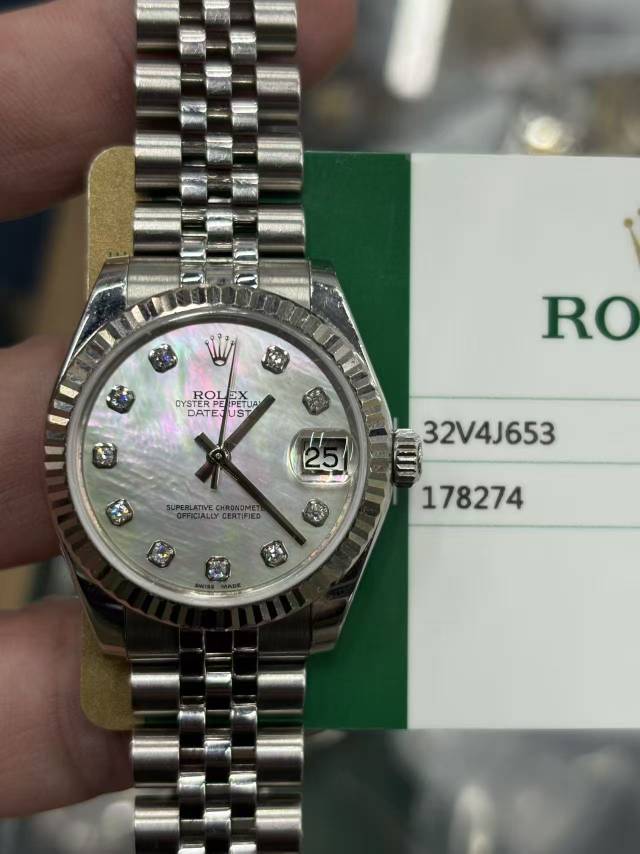 ROLEX
OYSTER PERPETUAL
DATEJUST
25
SUPERLATIVE CHRONOMETER
OFFICIALLY CERTIFIED
SWISS MADE
RO
32V4J653
178274